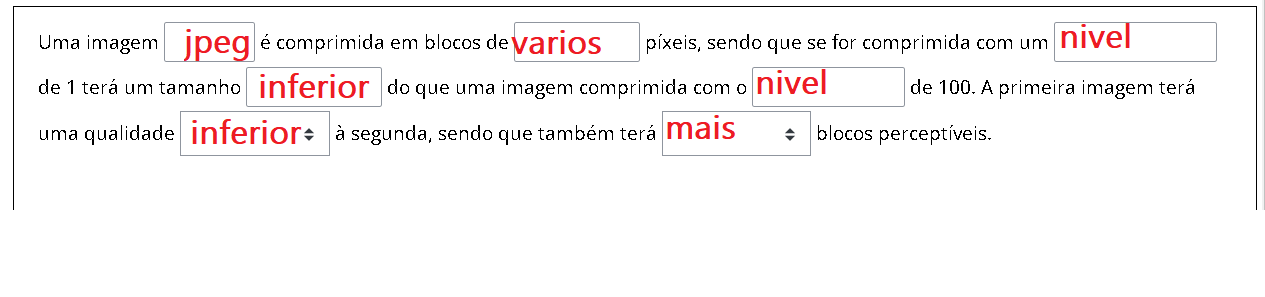 Uma imagem jpeg é comprimida em blocos de varios píxeis, sendo que se for comprimida com um nivel
de 1 terá um tamanho inferior do que uma imagem comprimida com o nivel de 100. A primeira imagem terá
uma qualidade inferior à segunda, sendo que também terá mais blocos perceptíveis.